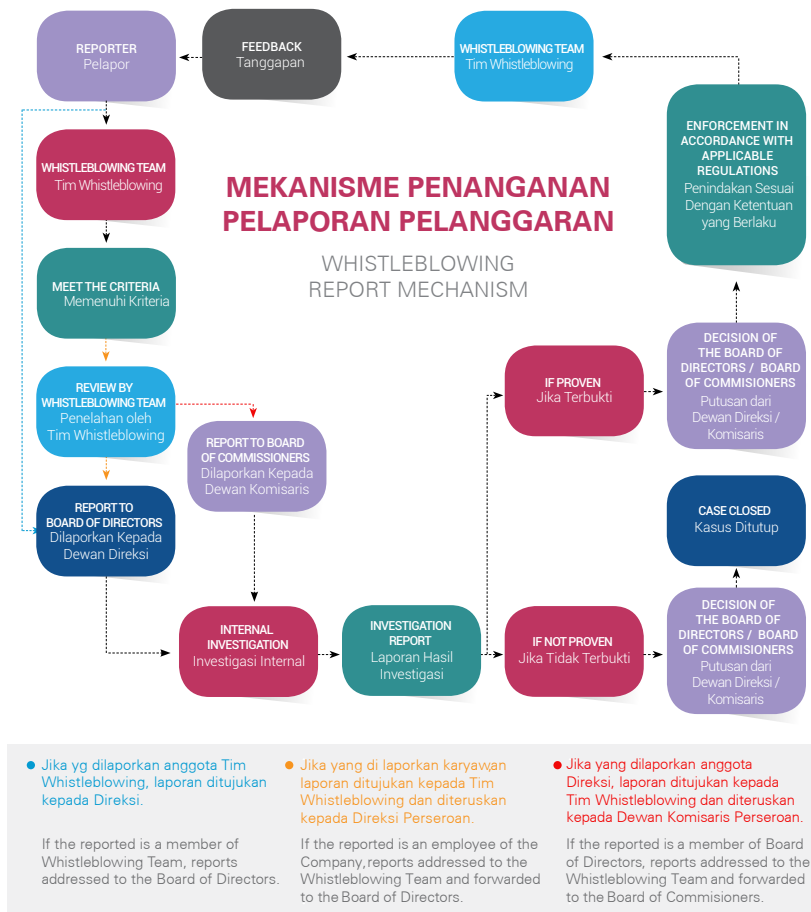 REPORTER
Pelapor
FEEDBACK
Tanggapan
WHISTLEBLOWING TEAM
Tim Whistleblowing
ENFORCEMENT IN
ACCORDANCE WITH
APPLICABLE
REGULATIONS
Penindakan Sesuai
Dengan Ketentuan
yang Berlaku
WHISTLEBLOWING TEAM
Tim Whistleblowing
MEKANISME PENANGANAN
PELAPORAN PELANGGARAN
WHISTLEBLOWING
REPORT MECHANISM
MEET THE CRITERIA
Memenuhi Kriteria
REVIEW BY
WHISTLEBLOWING TEAM
Penelahan oleh
Tim Whistleblowing
REPORT TO BOARD
OF COMMISSIONERS
Dilaporkan Kepada
Dewan Komisaris
IF PROVEN
Jika Terbukti
DECISION OF
THE BOARD OF
DIRECTORS / BOARD
OF COMMISIONERS
Putusan dari
Dewan Direksi /
Komisaris
REPORT TO
BOARD OF DIRECTORS
Dilaporkan Kepada
Dewan Direksi
CASE CLOSED
Kasus Ditutup
INTERNAL
INVESTIGATION
Investigasi Internal
INVESTIGATION
REPORT
Laporan Hasil
Investigasi
IF NOT PROVEN
Jika Tidak Terbukti
DECISION OF
THE BOARD OF
DIRECTORS / BOARD
OF COMMISIONERS
Putusan dari
Dewan Direksi /
Komisaris
Jika yg dilaporkan anggota Tim
Whistleblowing, laporan ditujukan
kepada Direksi.
If the reported is a member of
Whistleblowing Team, reports
addressed to the Board of Directors.
Jika yang di laporkan karyawan,
laporan ditujukan kepada Tim
Whistleblowing dan diteruskan
kepada Direksi Perseroan.
If the reported is an employee of the
Company, reports addressed to the
Whistleblowing Team and forwarded
to the Board of Directors.
Jika yang dilaporkan anggota
Direksi, laporan ditujukan kepada
Tim Whistleblowing dan diteruskan
kepada Dewan Komisaris Perseroan.
If the reported is a member of Board
of Directors, reports addressed to the
Whistleblowing Team and forwarded
to the Board of Commisioners.